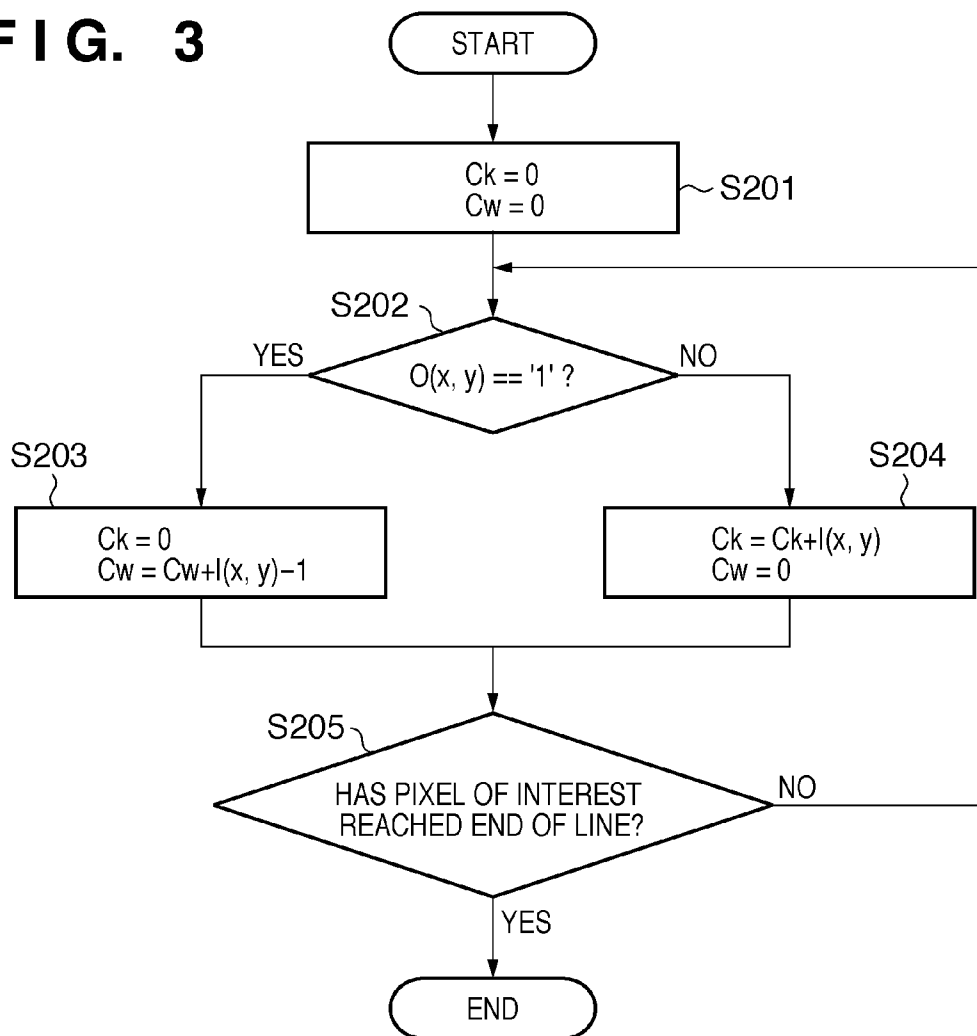 FIG. 3
START
Ck = 0
Cw = 0
S201
S202
YES
O(x, y) == '1' ?
NO
S203
Ck = 0
Cw = Cw+I(x, y)−1
S204
Ck = Ck+I(x, y)
Cw = 0
S205
HAS PIXEL OF INTEREST
REACHED END OF LINE?
NO
YES
END